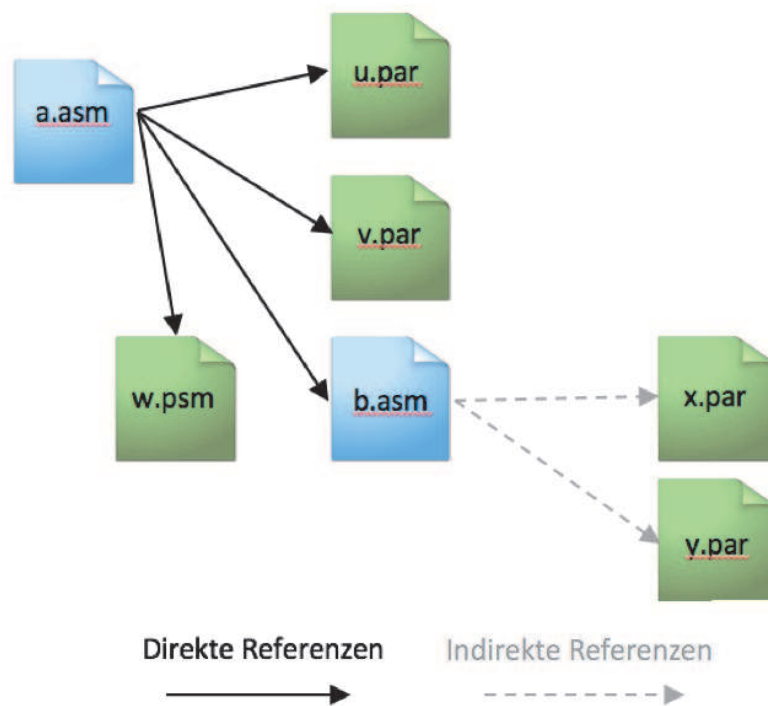 a.asm
u.par
v.par
w.psm
b.asm
x.par
y.par
Direkte Referenzen
Indirekte Referenzen